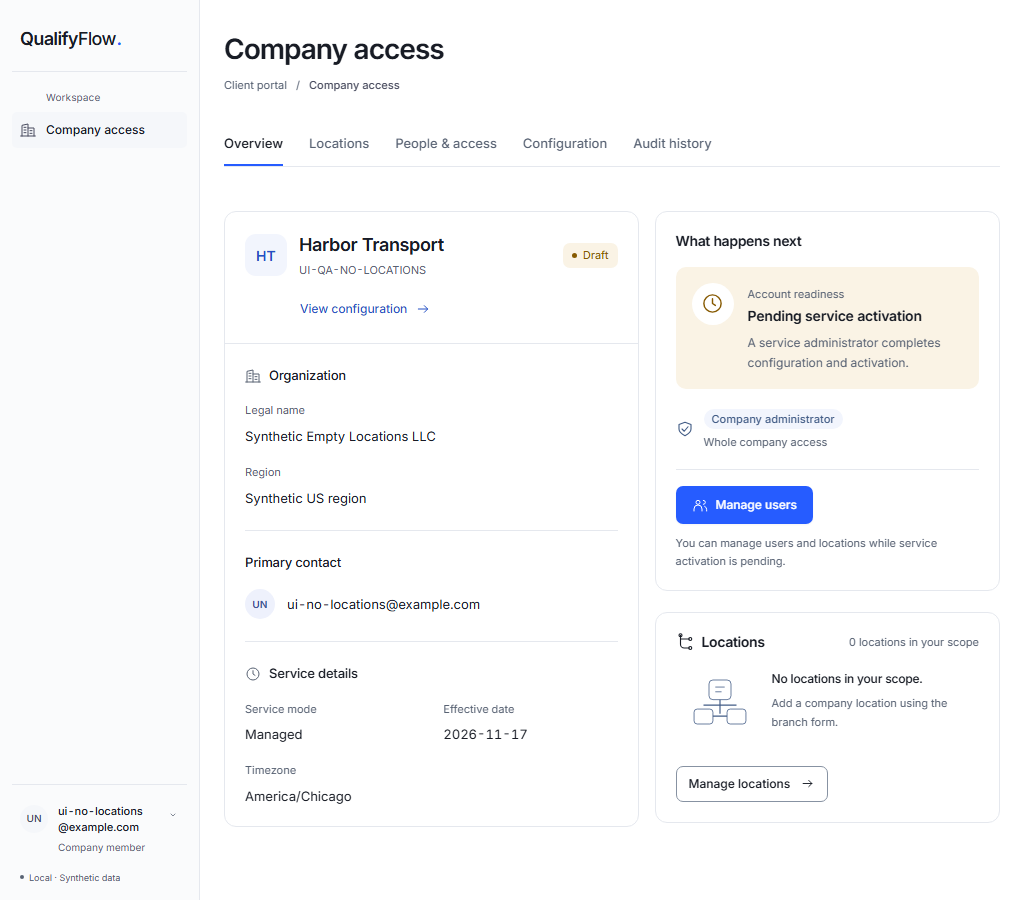 QualifyFlow.
Workspace
Company access
Company access
Client portal / Company access
Overview
Locations
People & access
Configuration
Audit history
HT
Harbor Transport
UI-QA-NO-LOCATIONS
Draft
View configuration →
Organization
Legal name
Synthetic Empty Locations LLC
Region
Synthetic US region
Primary contact
UN
ui-no-locations@example.com
Service details
Service mode
Managed
Effective date
2026-11-17
Timezone
America/Chicago
What happens next
Account readiness
Pending service activation
A service administrator completes
configuration and activation.
Company administrator
Whole company access
Manage users
You can manage users and locations while service
activation is pending.
Locations
0 locations in your scope
No locations in your scope.
Add a company location using the
branch form.
Manage locations →
UN
ui-no-locations
@example.com
Company member
Local · Synthetic data